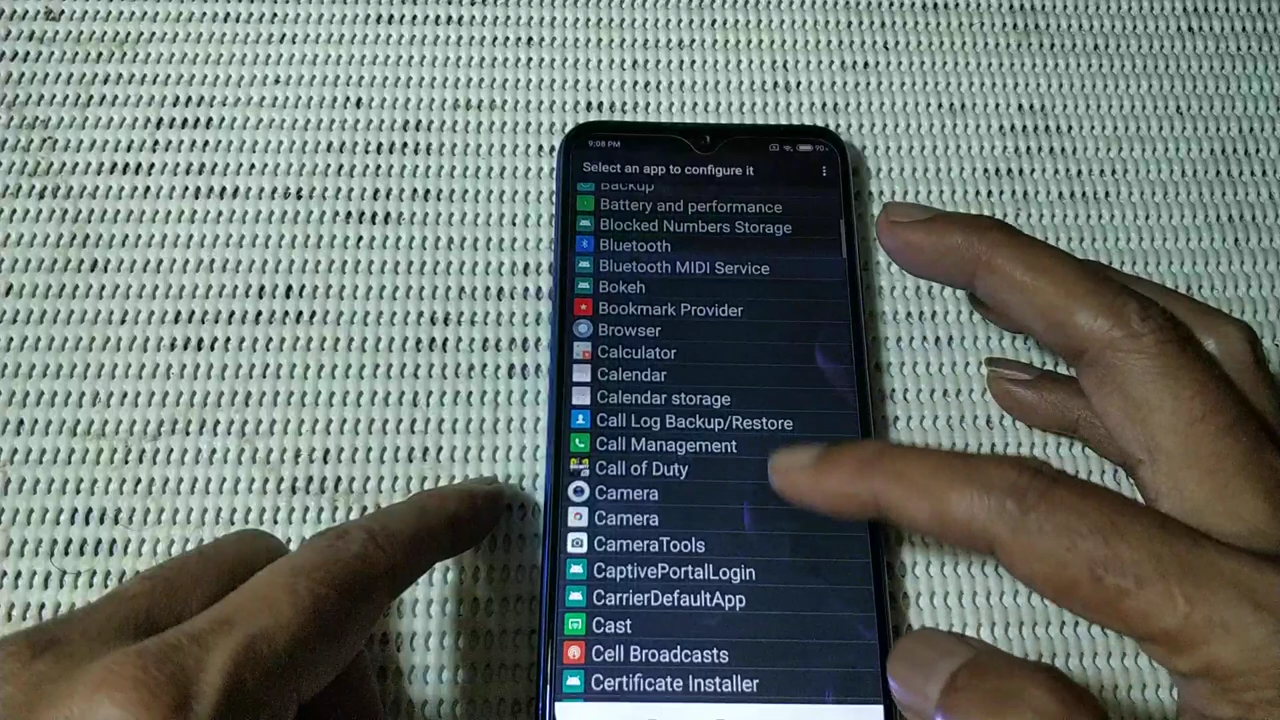 9:08 PM
90
Select an app to configure it
Backup
Battery and performance
Blocked Numbers Storage
Bluetooth
Bluetooth MIDI Service
Bokeh
Bookmark Provider
Browser
Calculator
Calendar
Calendar storage
Call Log Backup/Restore
Call Management
Call of Duty
Camera
Camera
CameraTools
CaptivePortalLogin
CarrierDefaultApp
Cast
Cell Broadcasts
Certificate Installer